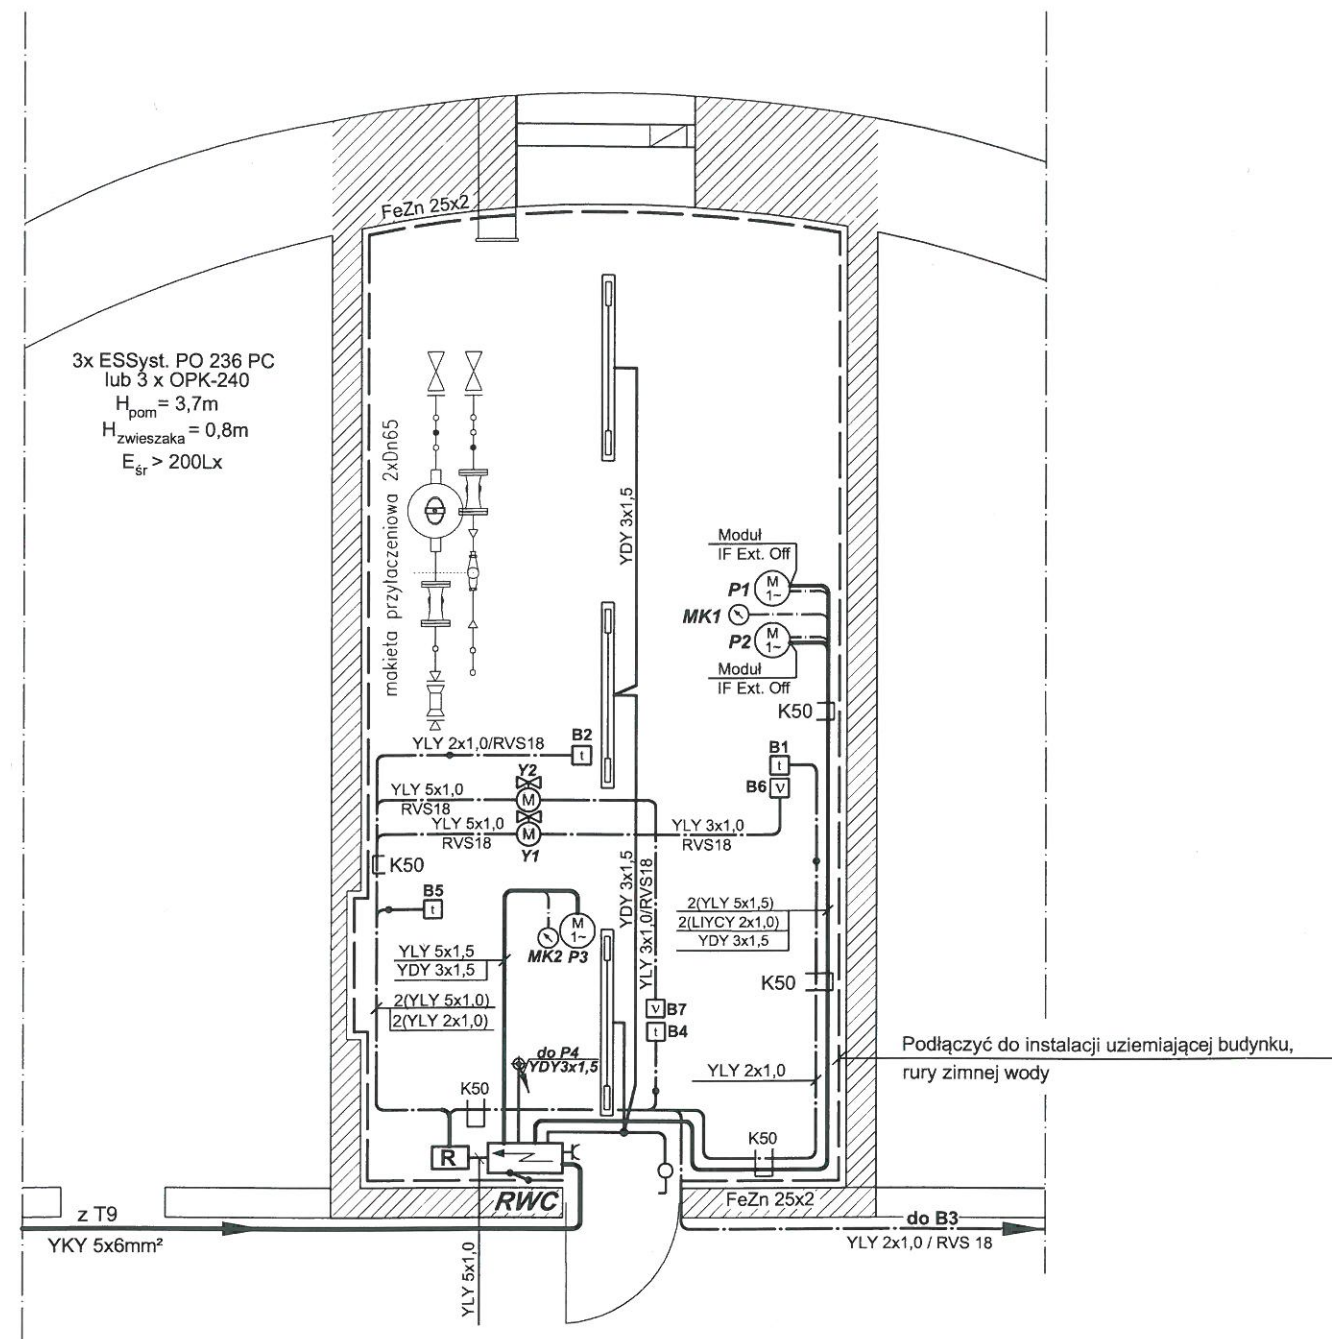 FeZn 25x2
3x ESSyst. PO 236 PC
lub 3 x OPK-240
Hpom = 3,7m
Hzwieszaka = 0,8m
Eśr > 200Lx
makieta przyłaczeniowa 2xDn65
YDY 3x1,5
Moduł
IF Ext. Off
P1
M
1~
MK1
P2
M
1~
Moduł
IF Ext. Off
K50
B2
t
YLY 2x1,0/RVS18
B1
t
B6
v
Y2
M
YLY 5x1,0
RVS18
YLY 5x1,0
RVS18
M
Y1
YLY 3x1,0
RVS18
K50
B5
t
YDY 3x1,5
YLY 3x1,0/RVS18
2(YLY 5x1,5)
2(LIYCY 2x1,0)
YDY 3x1,5
M
1~
MK2 P3
YLY 5x1,5
YDY 3x1,5
K50
2(YLY 5x1,0)
2(YLY 2x1,0)
v B7
t B4
Podłączyć do instalacji uziemiającej budynku,
rury zimnej wody
do P4
YDY3x1,5
YLY 2x1,0
K50
K50
R
RWC
FeZn 25x2
z T9
YKY 5x6mm²
do B3
YLY 2x1,0 / RVS 18
YLY 5x1,0